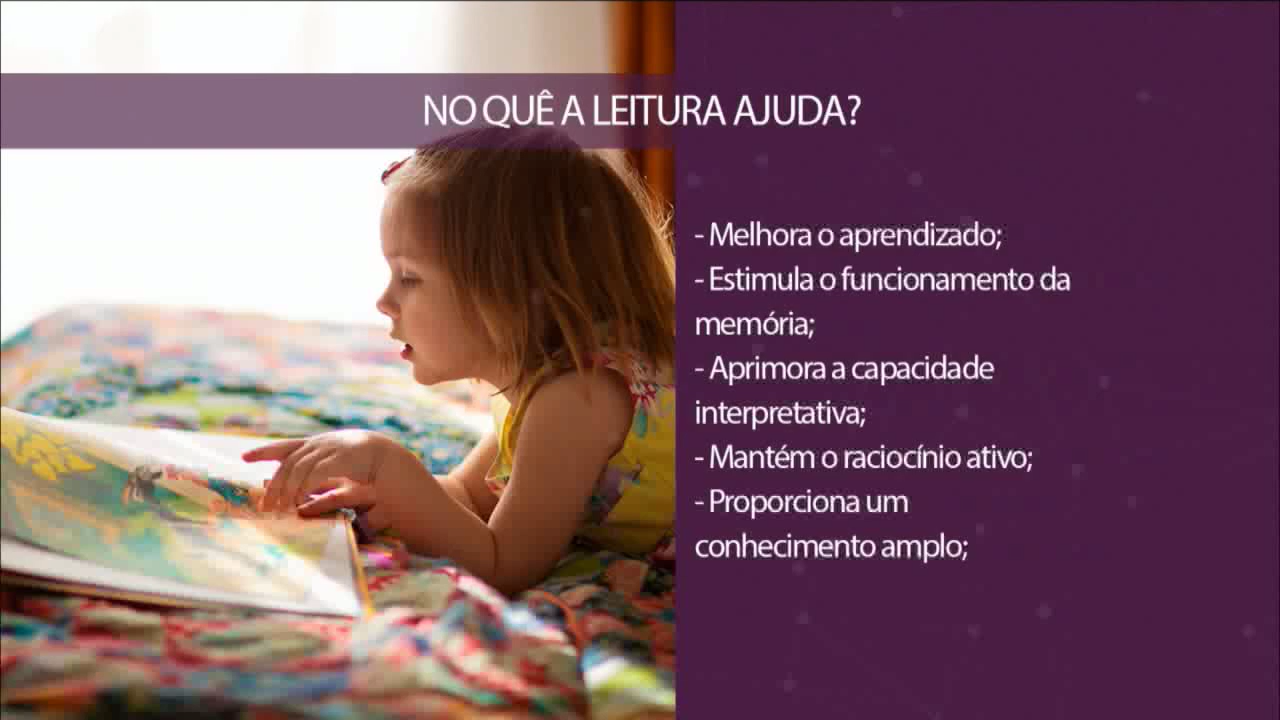 NO QUÊ A LEITURA AJUDA?
- Melhora o aprendizado;
- Estimula o funcionamento da
memória;
- Aprimora a capacidade
interpretativa;
- Mantém o raciocínio ativo;
- Proporciona um
conhecimento amplo;